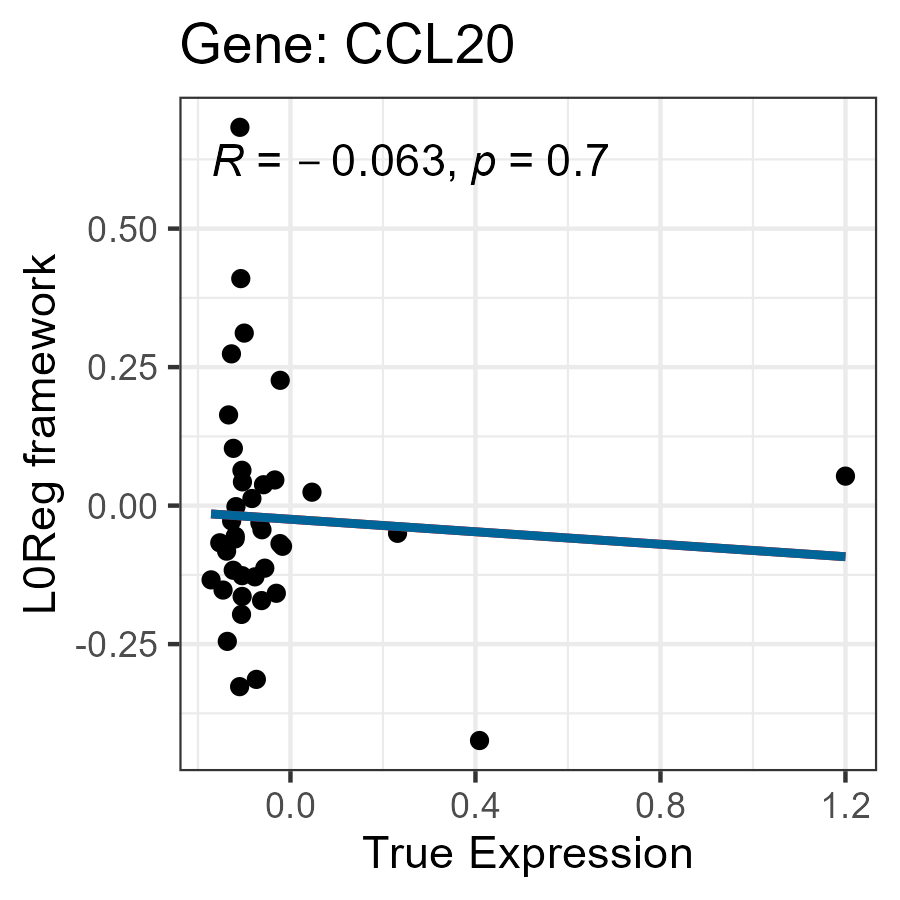 Gene: CCL20
R = − 0.063, p = 0.7
L0Reg framework
0.50
0.25
0.00
-0.25
0.0 0.4 0.8 1.2
True Expression